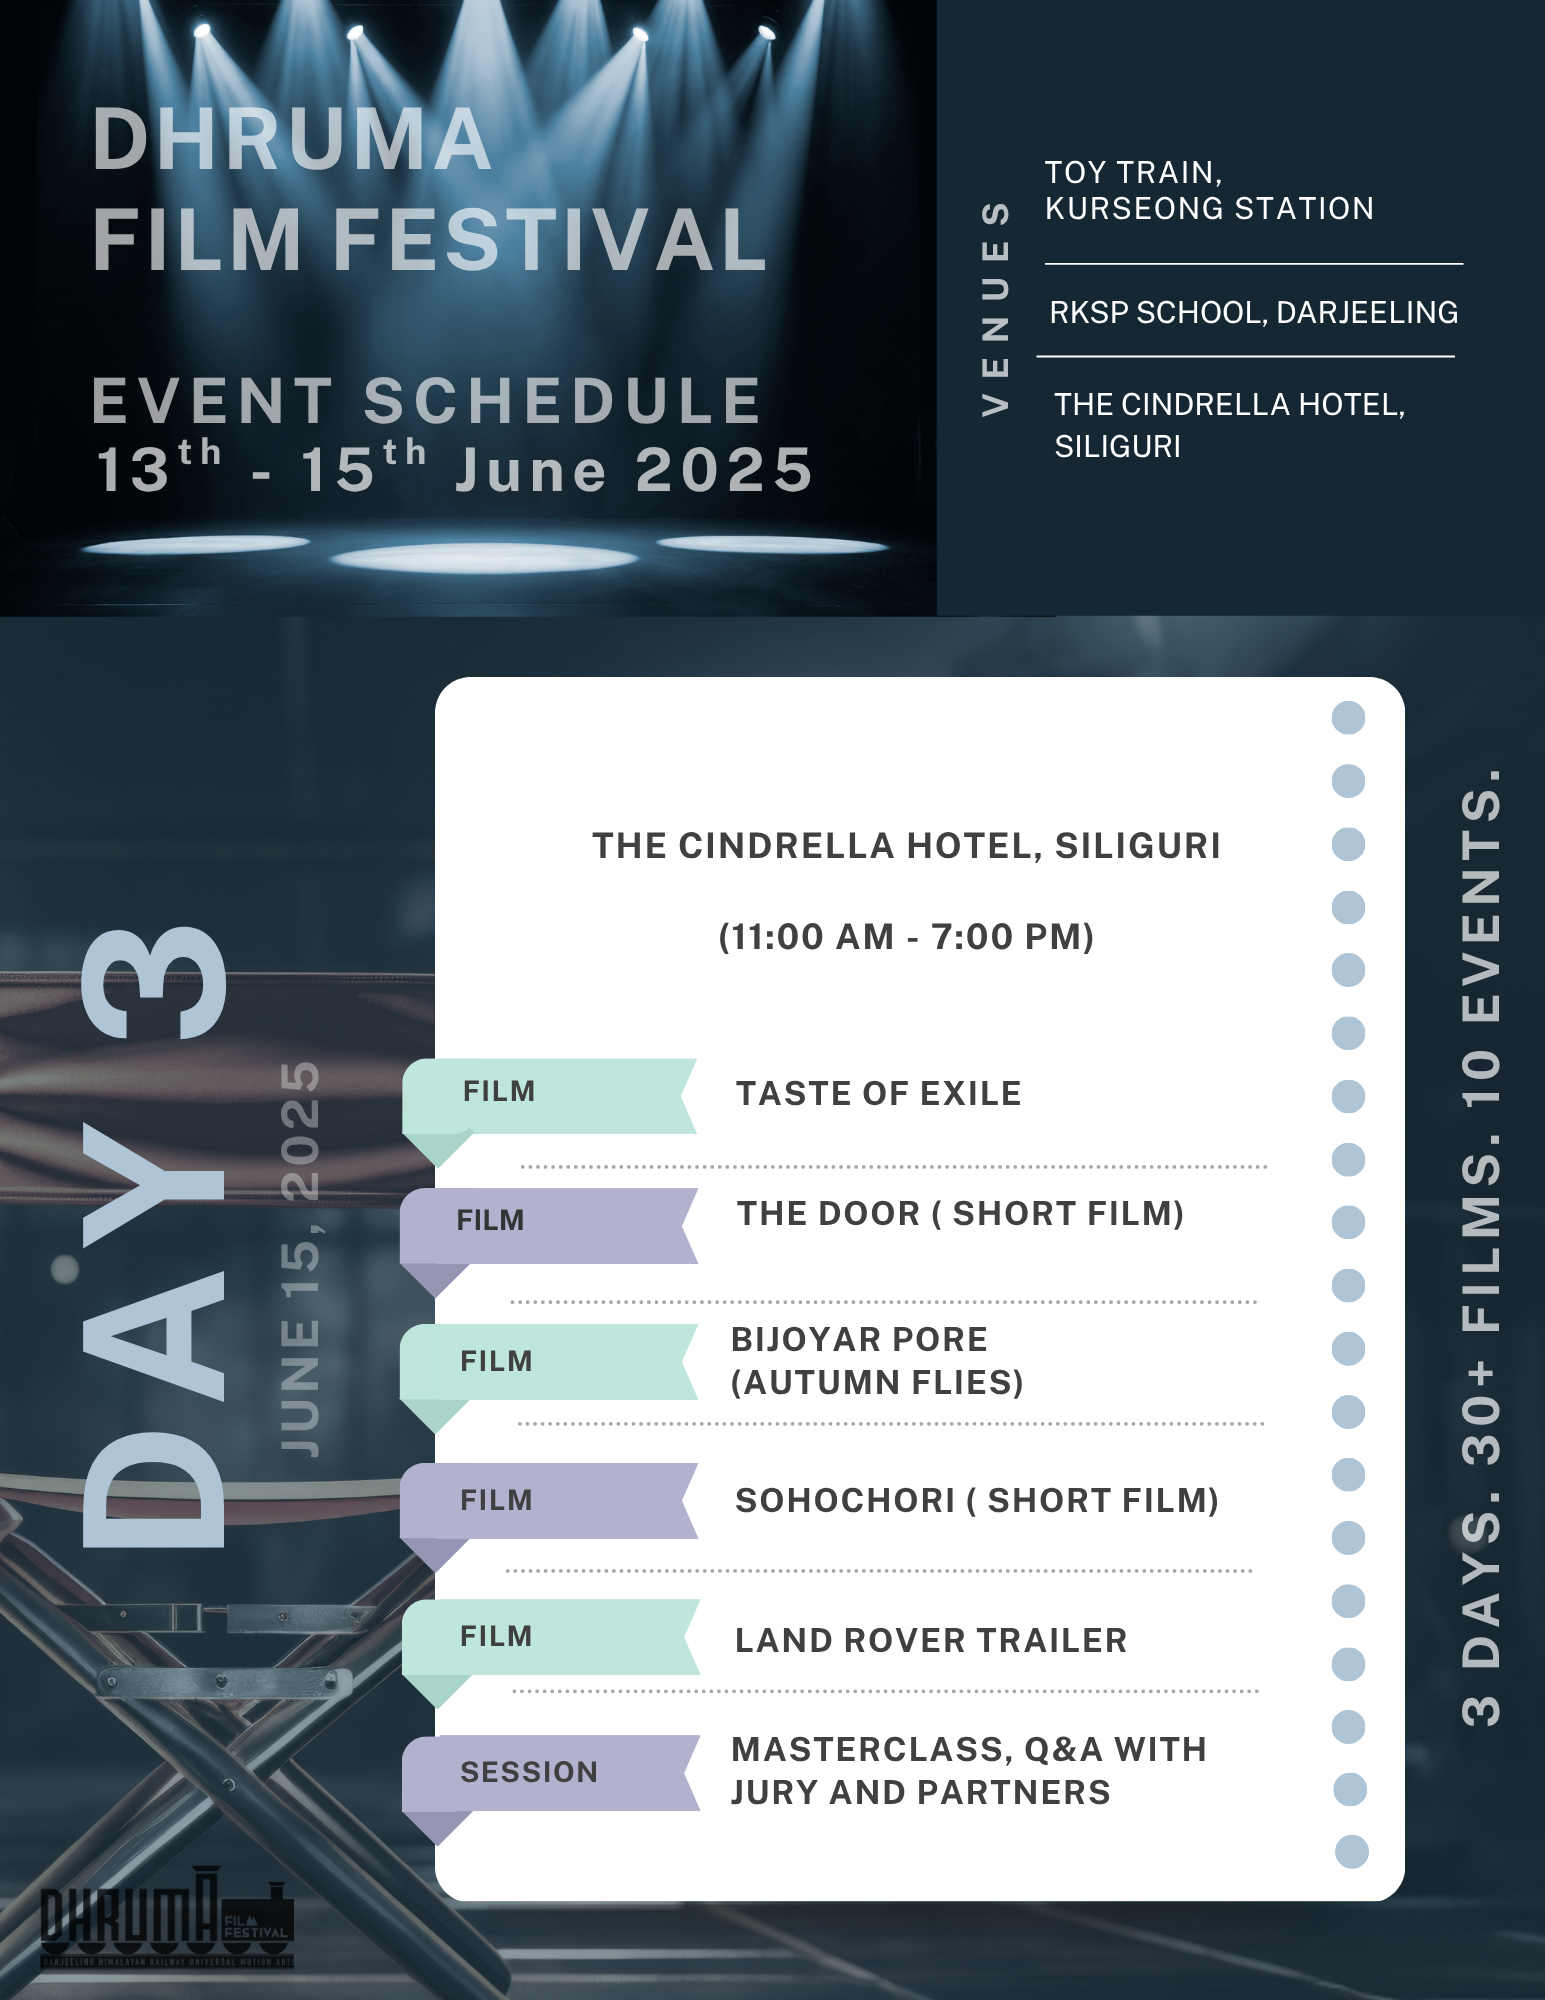 DHRUMA
FILM FESTIVAL
EVENT SCHEDULE
13th - 15th June 2025
VENUES
TOY TRAIN,
KURSEONG STATION
RKSP SCHOOL, DARJEELING
THE CINDRELLA HOTEL,
SILIGURI
DAY 3
JUNE 15, 2025
THE CINDRELLA HOTEL, SILIGURI
(11:00 AM - 7:00 PM)
FILM
TASTE OF EXILE
FILM
THE DOOR ( SHORT FILM)
FILM
BIJOYAR PORE
(AUTUMN FLIES)
FILM
SOHOCHORI ( SHORT FILM)
FILM
LAND ROVER TRAILER
SESSION
MASTERCLASS, Q&A WITH
JURY AND PARTNERS
3 DAYS. 30+ FILMS. 10 EVENTS.
DHRUMA
FILM
FESTIVAL
DARJEELING HIMALAYAN RAILWAY UNIVERSAL MOTION ARTS